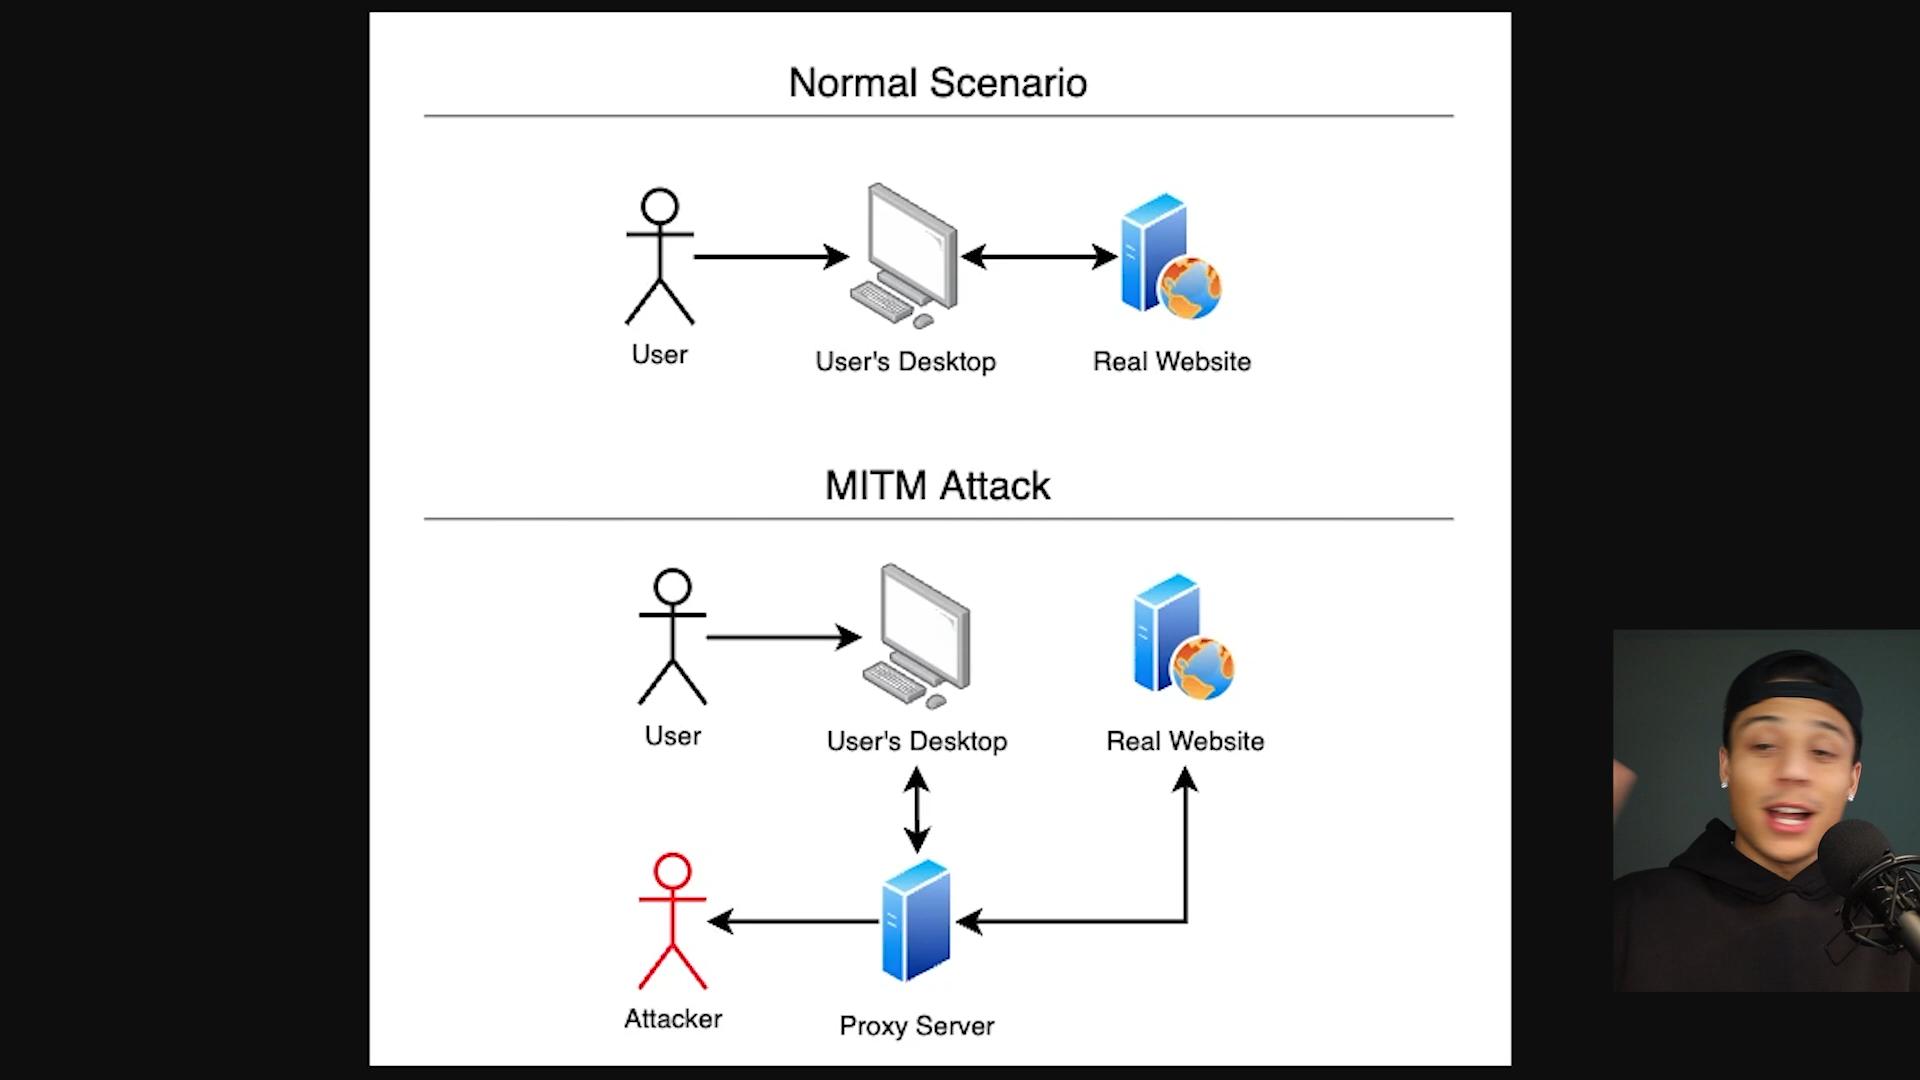 Normal Scenario
User
User's Desktop
Real Website
MITM Attack
User
User's Desktop
Real Website
Attacker
Proxy Server